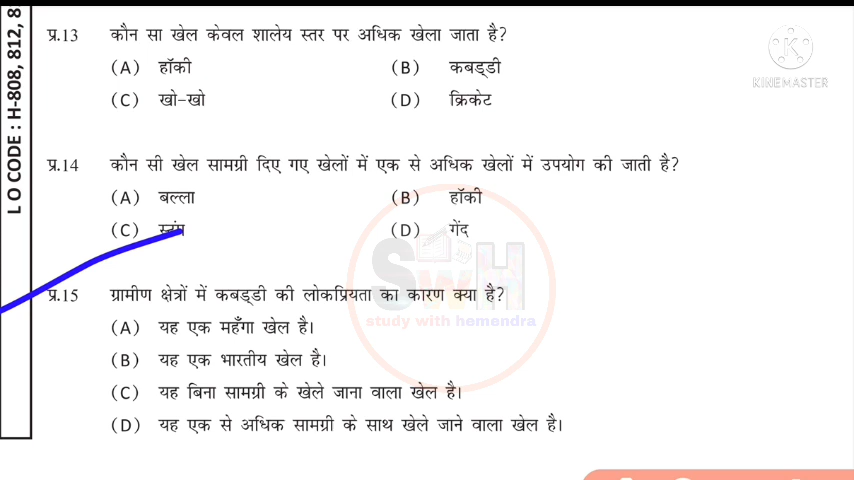 LO CODE : H-808, 812, 8
K
KINEMASTER
प्र.13 कौन सा खेल केवल शालेय स्तर पर अधिक खेला जाता है?
(A) हॉकी (B) कबड्डी
(C) खो-खो (D) क्रिकेट
प्र.14 कौन सी खेल सामग्री दिए गए खेलों में एक से अधिक खेलों में उपयोग की जाती है?
(A) बल्ला (B) हॉकी
(C) (D) गेंद
SWH
study with hemendra
प्र.15 ग्रामीण क्षेत्रों में कबड्डी की लोकप्रियता का कारण क्या है?
(A) यह एक महँगा खेल है।
(B) यह एक भारतीय खेल है।
(C) यह बिना सामग्री के खेले जाना वाला खेल है।
(D) यह एक से अधिक सामग्री के साथ खेले जाने वाला खेल है।